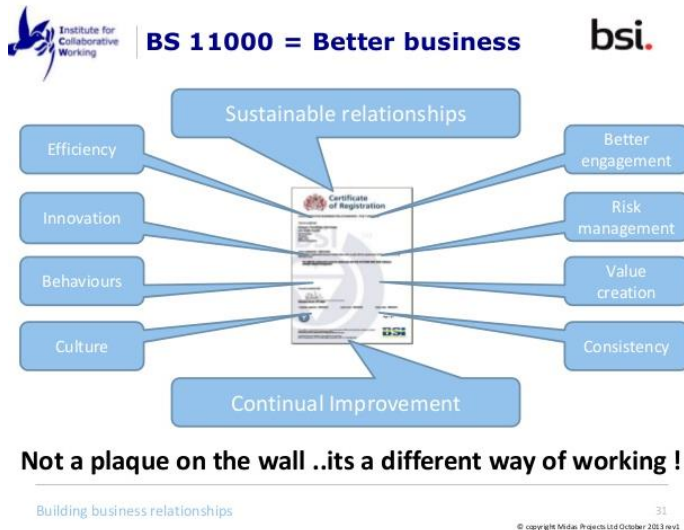 Institute for
Collaborative
Working
BS 11000 = Better business
bsi.
Sustainable relationships
Efficiency
Better
engagement
Certificate
of Registration
Innovation
Risk
management
Behaviours
Value
creation
Culture
Consistency
BSI
Continual Improvement
Not a plaque on the wall ..its a different way of working !
Building business relationships
31
© copyright Midas Projects Ltd October 2013 rev1